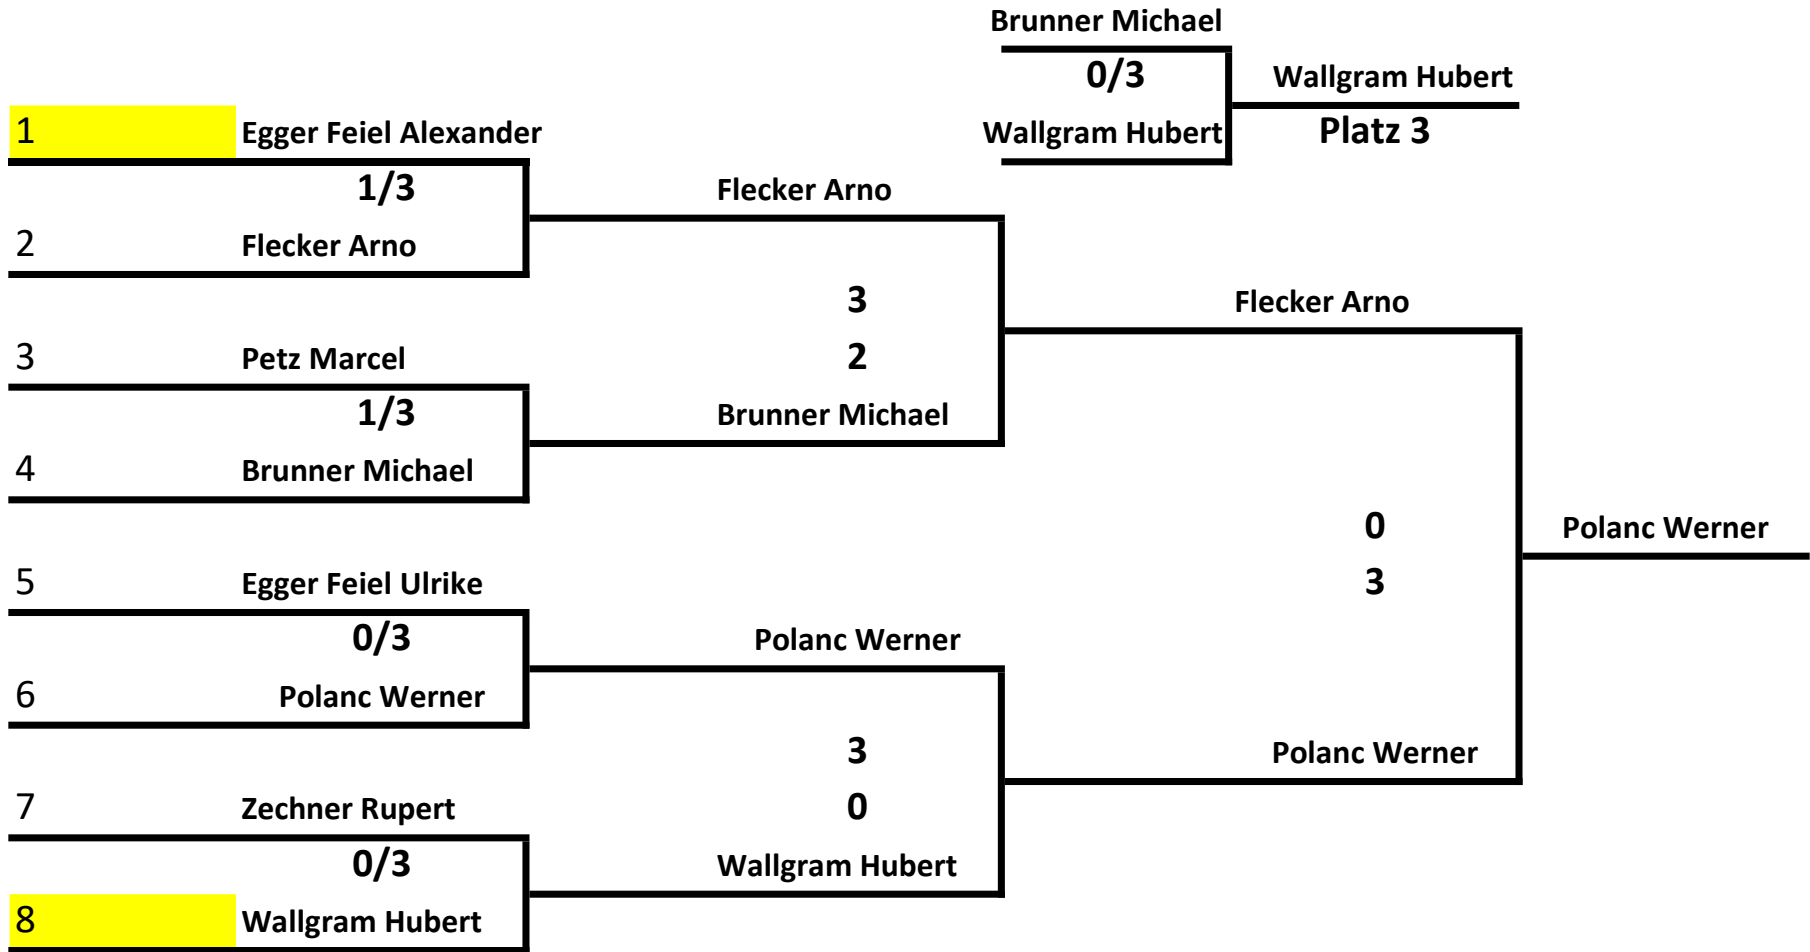 Brunner Michael
0/3 Wallgram Hubert
1 Egger Feiel Alexander Wallgram Hubert Platz 3
1/3 Flecker Arno
2 Flecker Arno
3 Flecker Arno
3 Petz Marcel 2
1/3 Brunner Michael
4 Brunner Michael
0 Polanc Werner
5 Egger Feiel Ulrike 3
0/3 Polanc Werner
6 Polanc Werner
3 Polanc Werner
7 Zechner Rupert 0
0/3 Wallgram Hubert
8 Wallgram Hubert